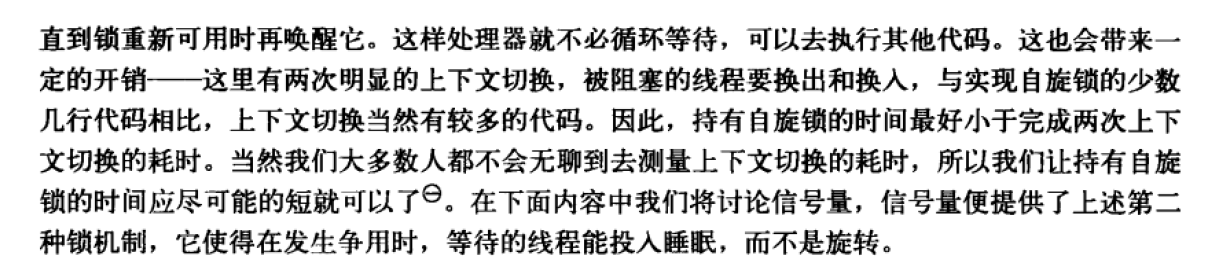 直到锁重新可用时再唤醒它。这样处理器就不必循环等待，可以去执行其他代码。这也会带来一
定的开销——这里有两次明显的上下文切换，被阻塞的线程要换出和换入，与实现自旋锁的少数
几行代码相比，上下文切换当然有较多的代码。因此，持有自旋锁的时间最好小于完成两次上下
文切换的耗时。当然我们大多数人都不会无聊到去测量上下文切换的耗时，所以我们让持有自旋
锁的时间应尽可能的短就可以了㊀。在下面内容中我们将讨论信号量，信号量便提供了上述第二
种锁机制，它使得在发生争用时，等待的线程能投入睡眠，而不是旋转。